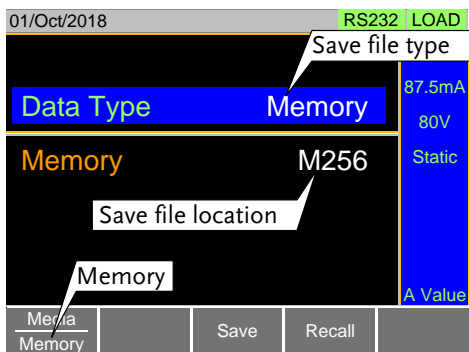 01/Oct/2018 RS232 LOAD
Save file type
Data Type Memory
87.5mA
80V
Memory M256
Static
Save file location
Memory
A Value
Media
Memory
Save
Recall